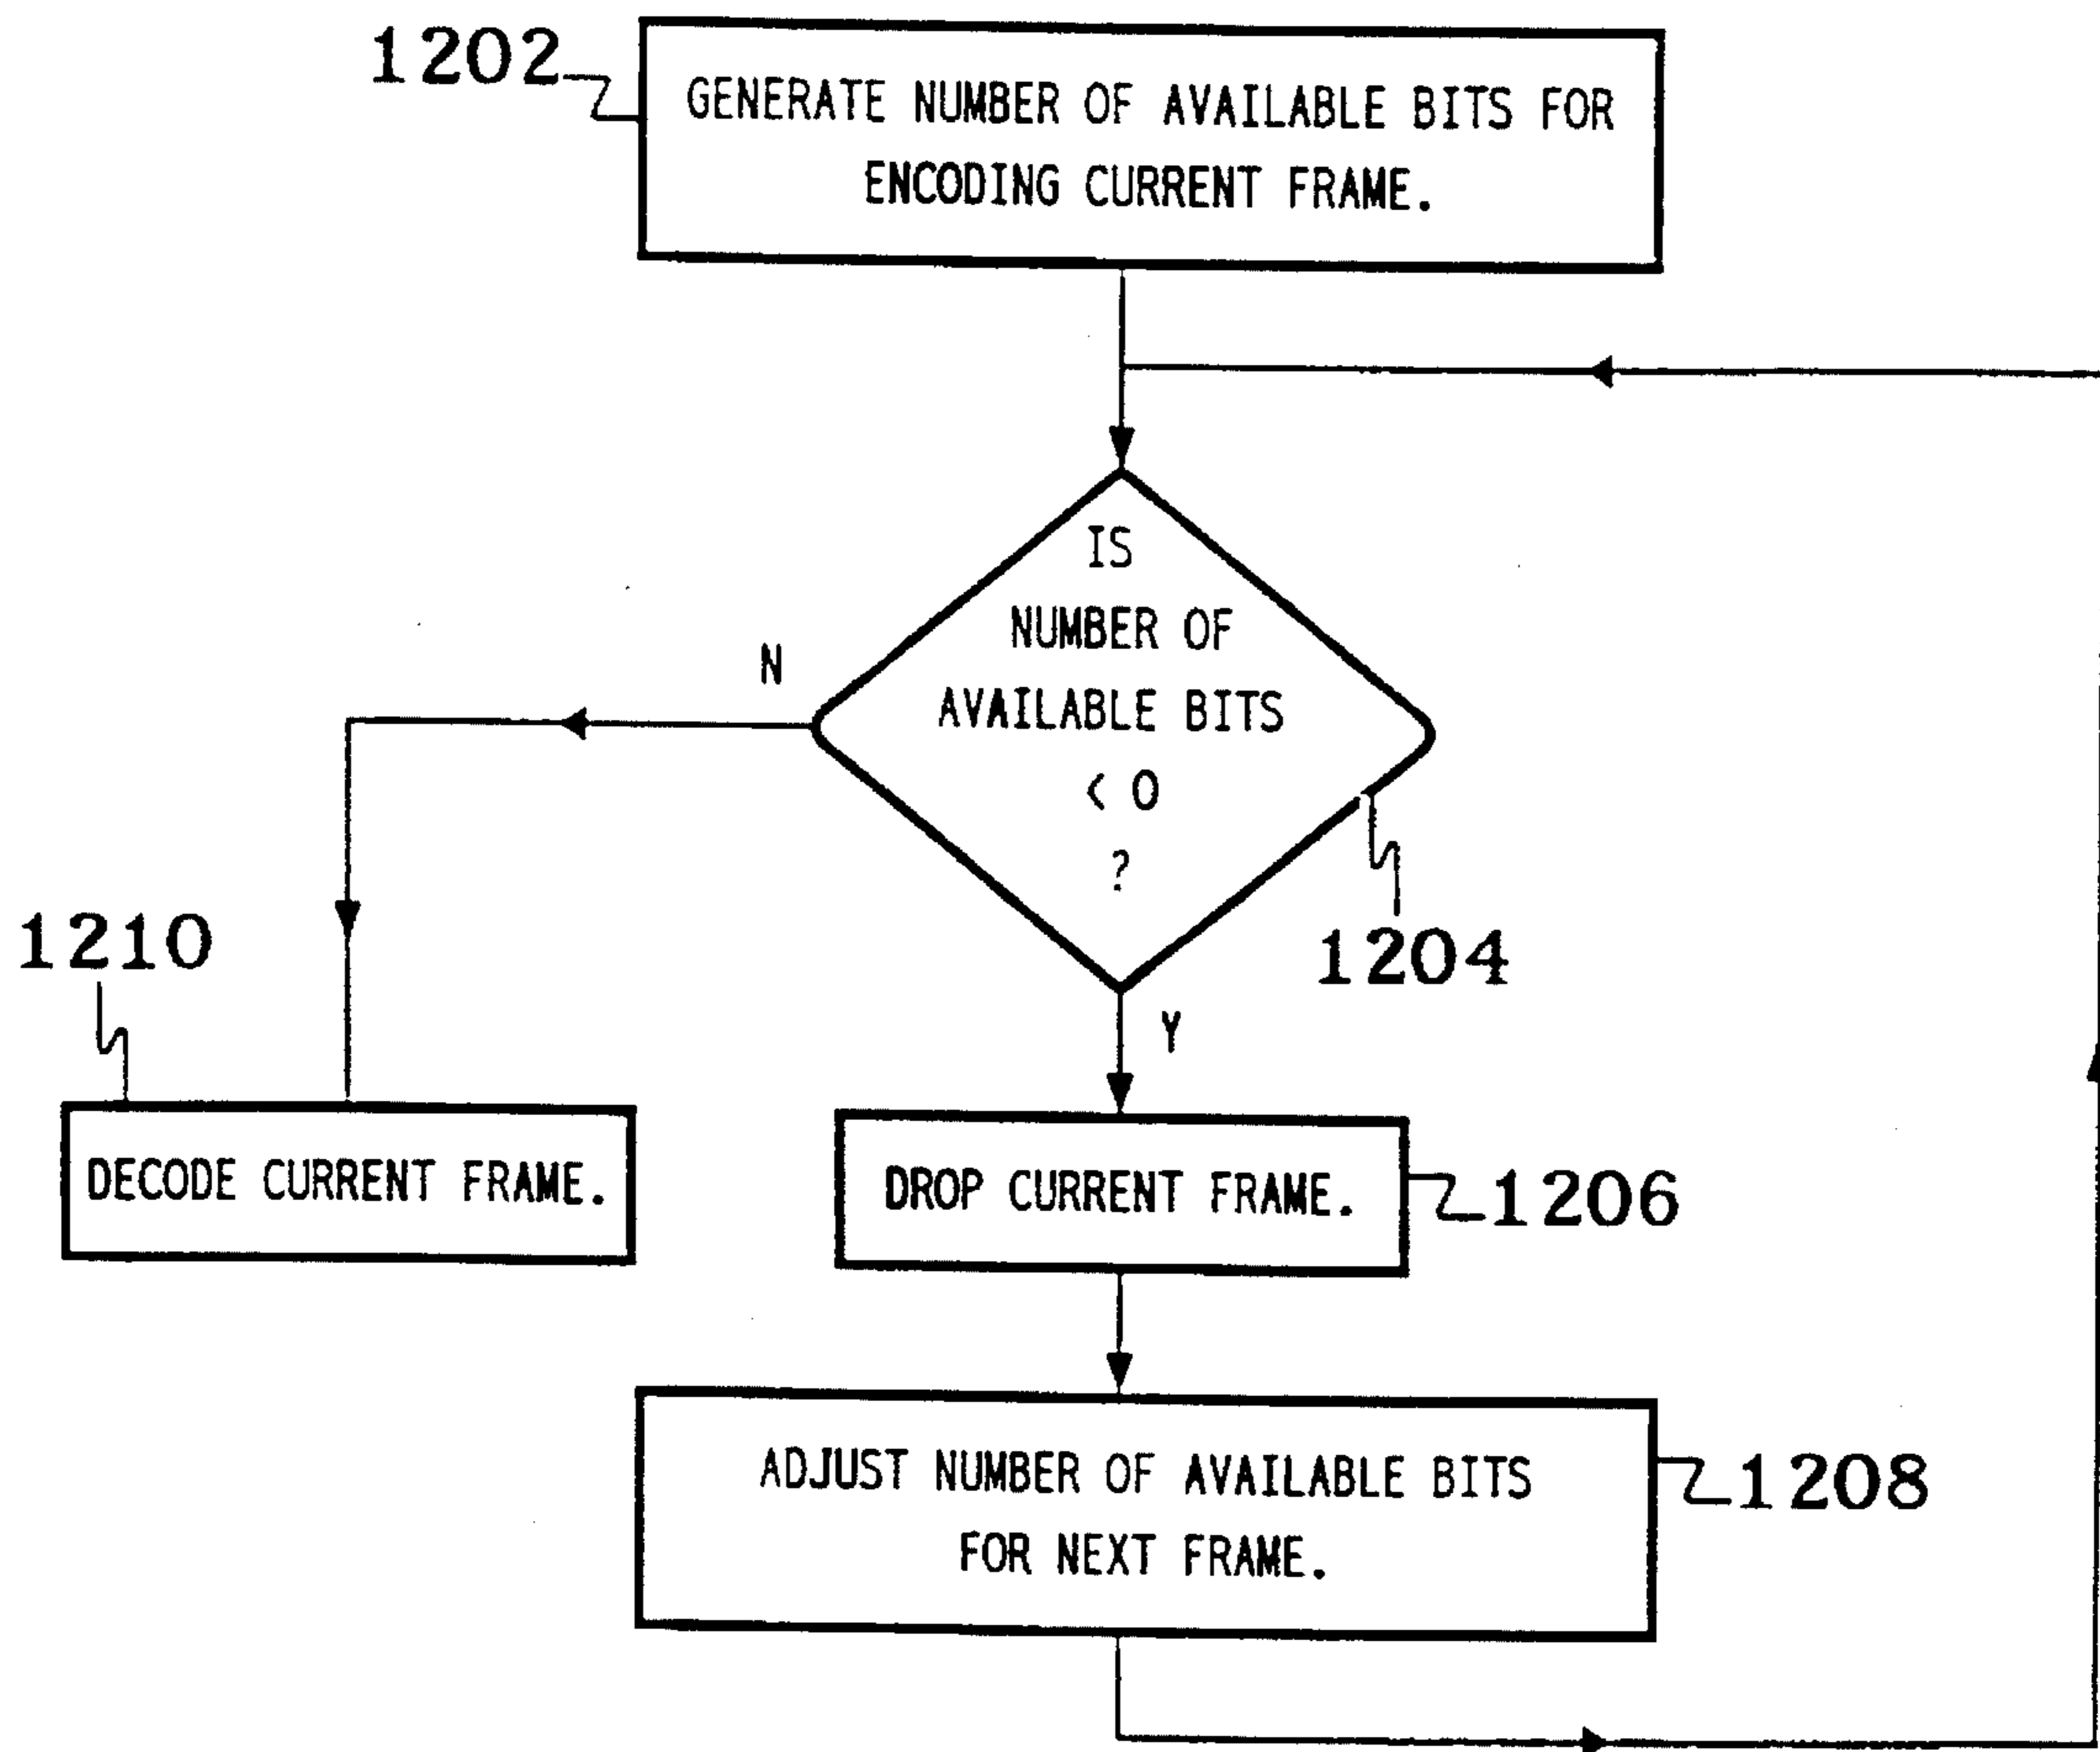 1202
GENERATE NUMBER OF AVAILABLE BITS FOR
ENCODING CURRENT FRAME.
IS
NUMBER OF
AVAILABLE BITS
< 0
?
N
1204
Y
1210
DECODE CURRENT FRAME.
DROP CURRENT FRAME.
1206
ADJUST NUMBER OF AVAILABLE BITS
FOR NEXT FRAME.
1208